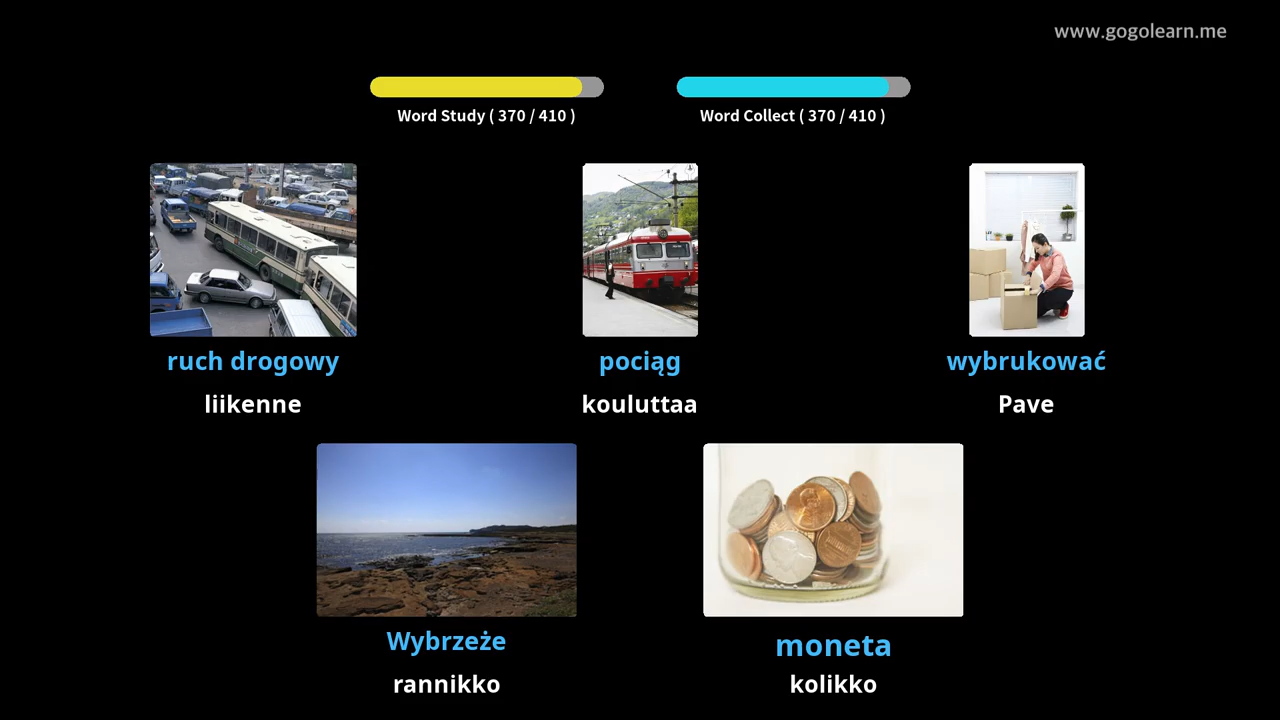 www.gogolearn.me
Word Study ( 370 / 410 )
Word Collect ( 370 / 410 )
ruch drogowy
liikenne
pociąg
kouluttaa
wybrukować
Pave
Wybrzeże
rannikko
moneta
kolikko